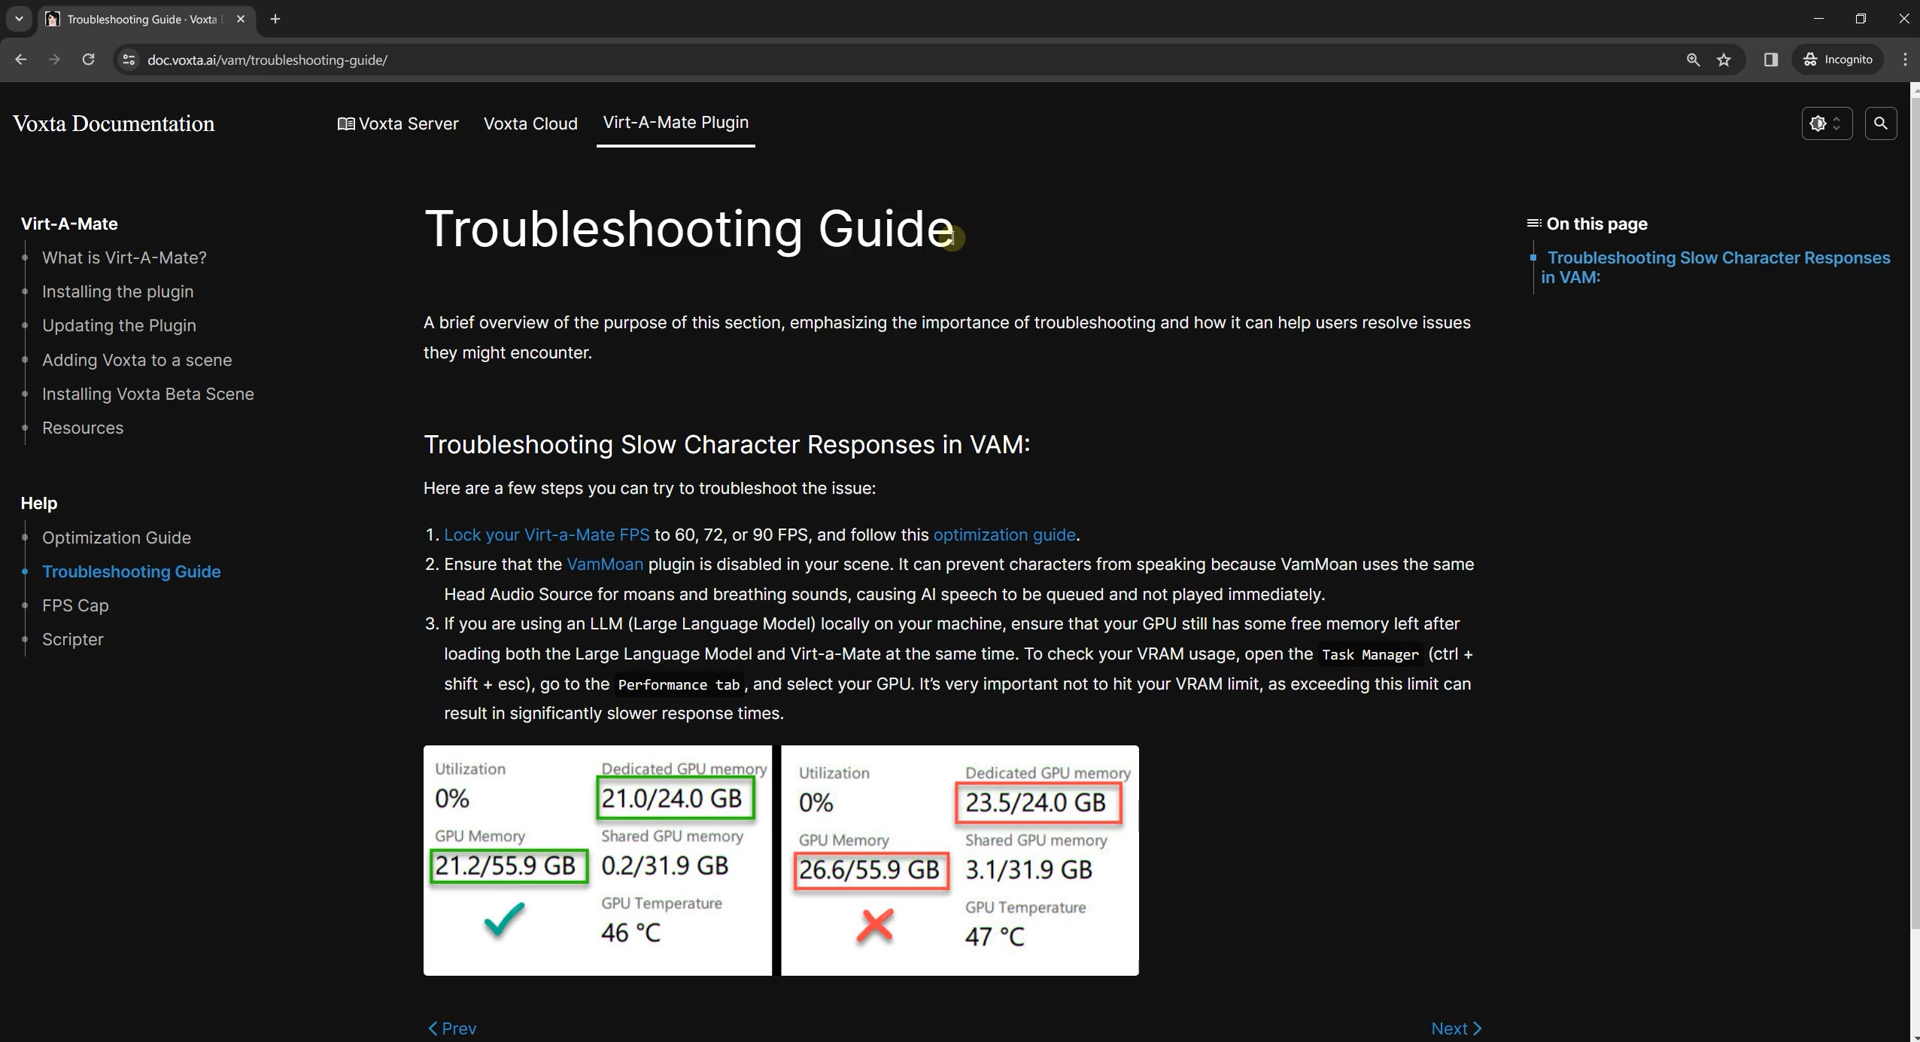 Troubleshooting Guide · Voxta
doc.voxta.ai/vam/troubleshooting-guide/
Incognito
Voxta Documentation
Voxta Server
Voxta Cloud
Virt-A-Mate Plugin
Virt-A-Mate
What is Virt-A-Mate?
Installing the plugin
Updating the Plugin
Adding Voxta to a scene
Installing Voxta Beta Scene
Resources
Help
Optimization Guide
Troubleshooting Guide
FPS Cap
Scripter
Troubleshooting Guide
A brief overview of the purpose of this section, emphasizing the importance of troubleshooting and how it can help users resolve issues
they might encounter.
Troubleshooting Slow Character Responses in VAM:
Here are a few steps you can try to troubleshoot the issue:
1. Lock your Virt-a-Mate FPS to 60, 72, or 90 FPS, and follow this optimization guide.
2. Ensure that the VamMoan plugin is disabled in your scene. It can prevent characters from speaking because VamMoan uses the same
Head Audio Source for moans and breathing sounds, causing AI speech to be queued and not played immediately.
3. If you are using an LLM (Large Language Model) locally on your machine, ensure that your GPU still has some free memory left after
loading both the Large Language Model and Virt-a-Mate at the same time. To check your VRAM usage, open the Task Manager (ctrl +
shift + esc), go to the Performance tab, and select your GPU. It's very important not to hit your VRAM limit, as exceeding this limit can
result in significantly slower response times.
Utilization
0%
Dedicated GPU memory
21.0/24.0 GB
GPU Memory
21.2/55.9 GB
Shared GPU memory
0.2/31.9 GB
GPU Temperature
46 °C
Utilization
0%
Dedicated GPU memory
23.5/24.0 GB
GPU Memory
26.6/55.9 GB
Shared GPU memory
3.1/31.9 GB
GPU Temperature
47 °C
Prev
Next
On this page
Troubleshooting Slow Character Responses
in VAM: